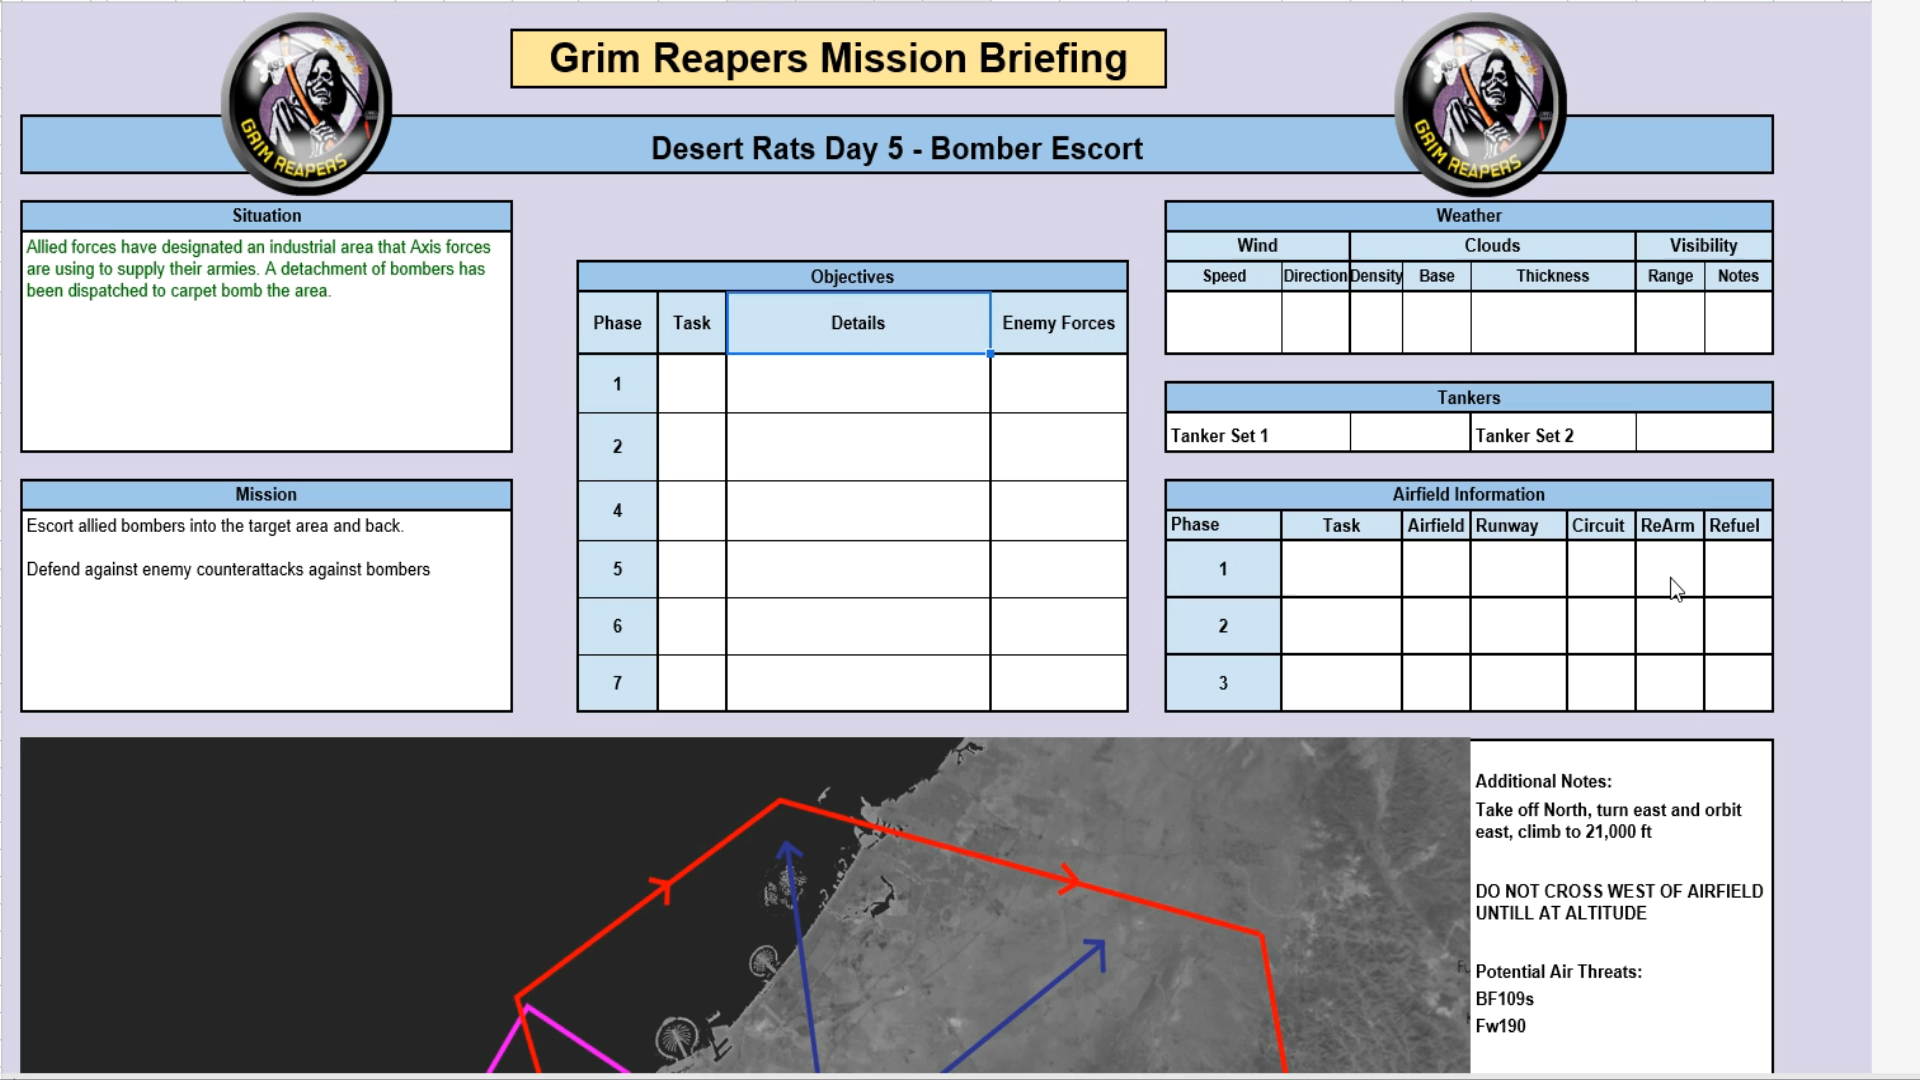 Grim Reapers Mission Briefing
GRIM REAPERS
GRIM REAPERS
Desert Rats Day 5 - Bomber Escort
Situation
Allied forces have designated an industrial area that Axis forces
are using to supply their armies. A detachment of bombers has
been dispatched to carpet bomb the area.
Mission
Escort allied bombers into the target area and back.
Defend against enemy counterattacks against bombers
Objectives
Phase Task Details Enemy Forces
1
2
4
5
6
7
Weather
Wind Clouds Visibility
Speed Direction Density Base Thickness Range Notes
Tankers
Tanker Set 1 Tanker Set 2
Airfield Information
Phase Task Airfield Runway Circuit ReArm Refuel
1
2
3
Additional Notes:
Take off North, turn east and orbit
east, climb to 21,000 ft
DO NOT CROSS WEST OF AIRFIELD
UNTILL AT ALTITUDE
Potential Air Threats:
BF109s
Fw190